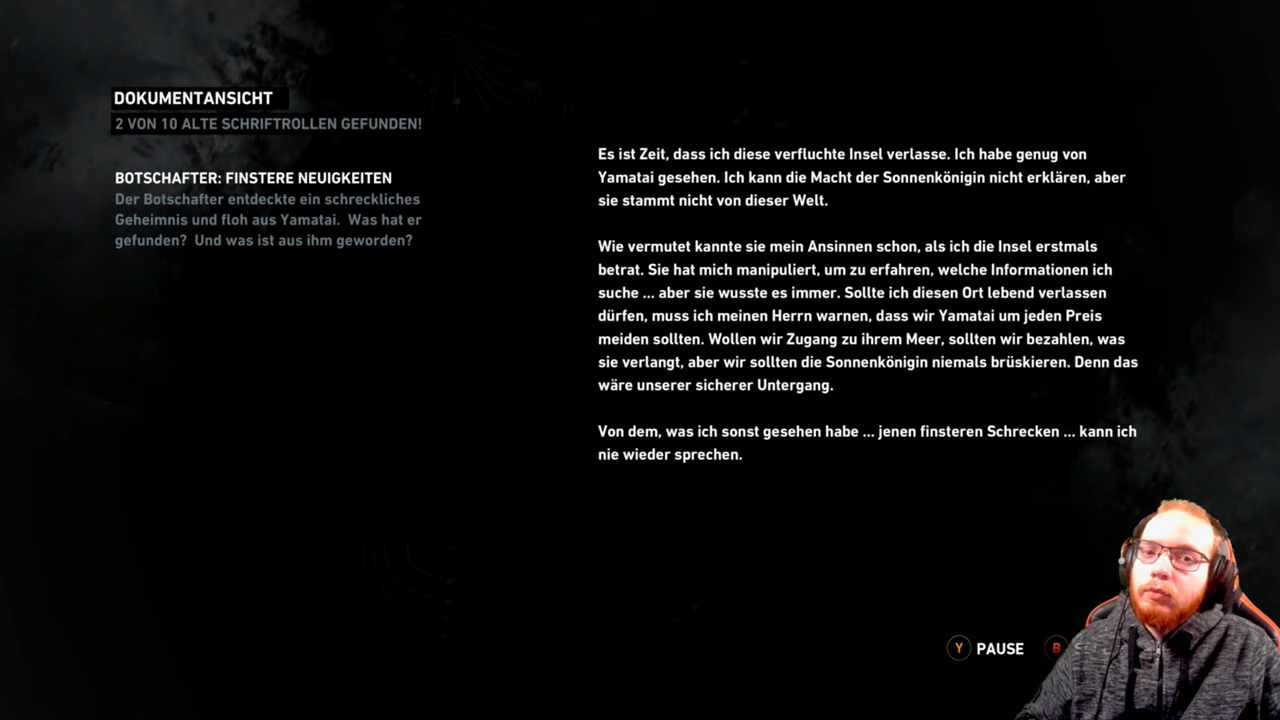 DOKUMENTANSICHT
2 VON 10 ALTE SCHRIFTROLLEN GEFUNDEN!
BOTSCHAFTER: FINSTERE NEUIGKEITEN
Der Botschafter entdeckte ein schreckliches
Geheimnis und floh aus Yamatai. Was hat er
gefunden? Und was ist aus ihm geworden?
Es ist Zeit, dass ich diese verfluchte Insel verlasse. Ich habe genug von
Yamatai gesehen. Ich kann die Macht der Sonnenkönigin nicht erklären, aber
sie stammt nicht von dieser Welt.
Wie vermutet kannte sie mein Ansinnen schon, als ich die Insel erstmals
betrat. Sie hat mich manipuliert, um zu erfahren, welche Informationen ich
suche ... aber sie wusste es immer. Sollte ich diesen Ort lebend verlassen
dürfen, muss ich meinen Herrn warnen, dass wir Yamatai um jeden Preis
meiden sollten. Wollen wir Zugang zu ihrem Meer, sollten wir bezahlen, was
sie verlangt, aber wir sollten die Sonnenkönigin niemals brüskieren. Denn das
wäre unserer sicherer Untergang.
Von dem, was ich sonst gesehen habe ... jenen finsteren Schrecken ... kann ich
nie wieder sprechen.
Y PAUSE B